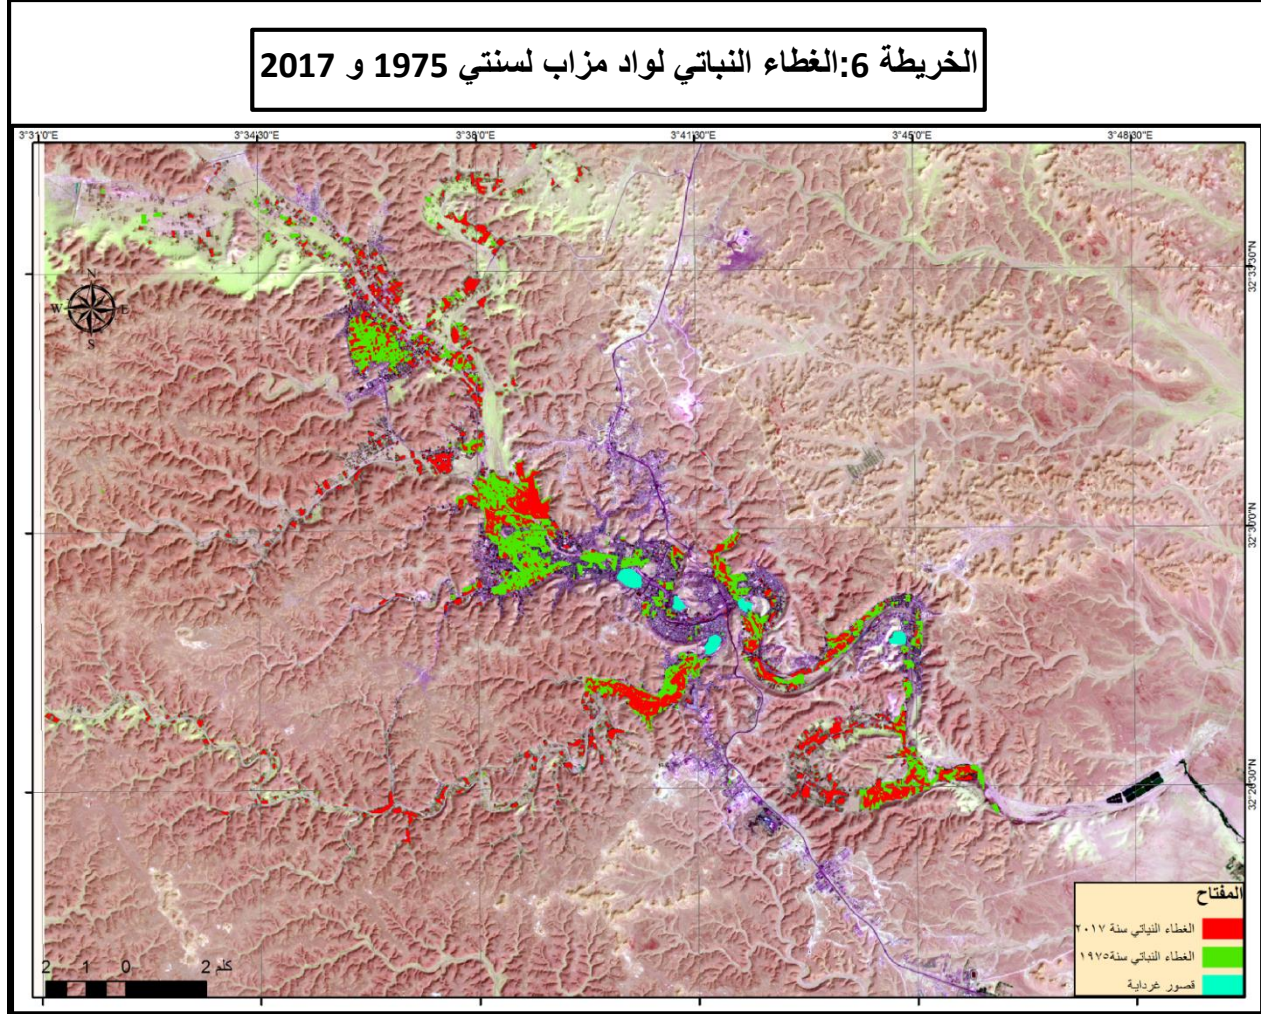 الخريطة 6:الغطاء النباتي لواد مزاب لسنتي 1975 و 2017
3°31'0"E 3°34'30"E 3°38'0"E 3°41'30"E 3°45'0"E 3°48'30"E
32°33'30"N
N
W E
S
32°30'0"N
32°26'30"N
المفتاح
الغطاء النباتي سنة ٢٠١٧
الغطاء النباتي سنة١٩٧٥
قصور غرداية
2 1 0 2 كلم